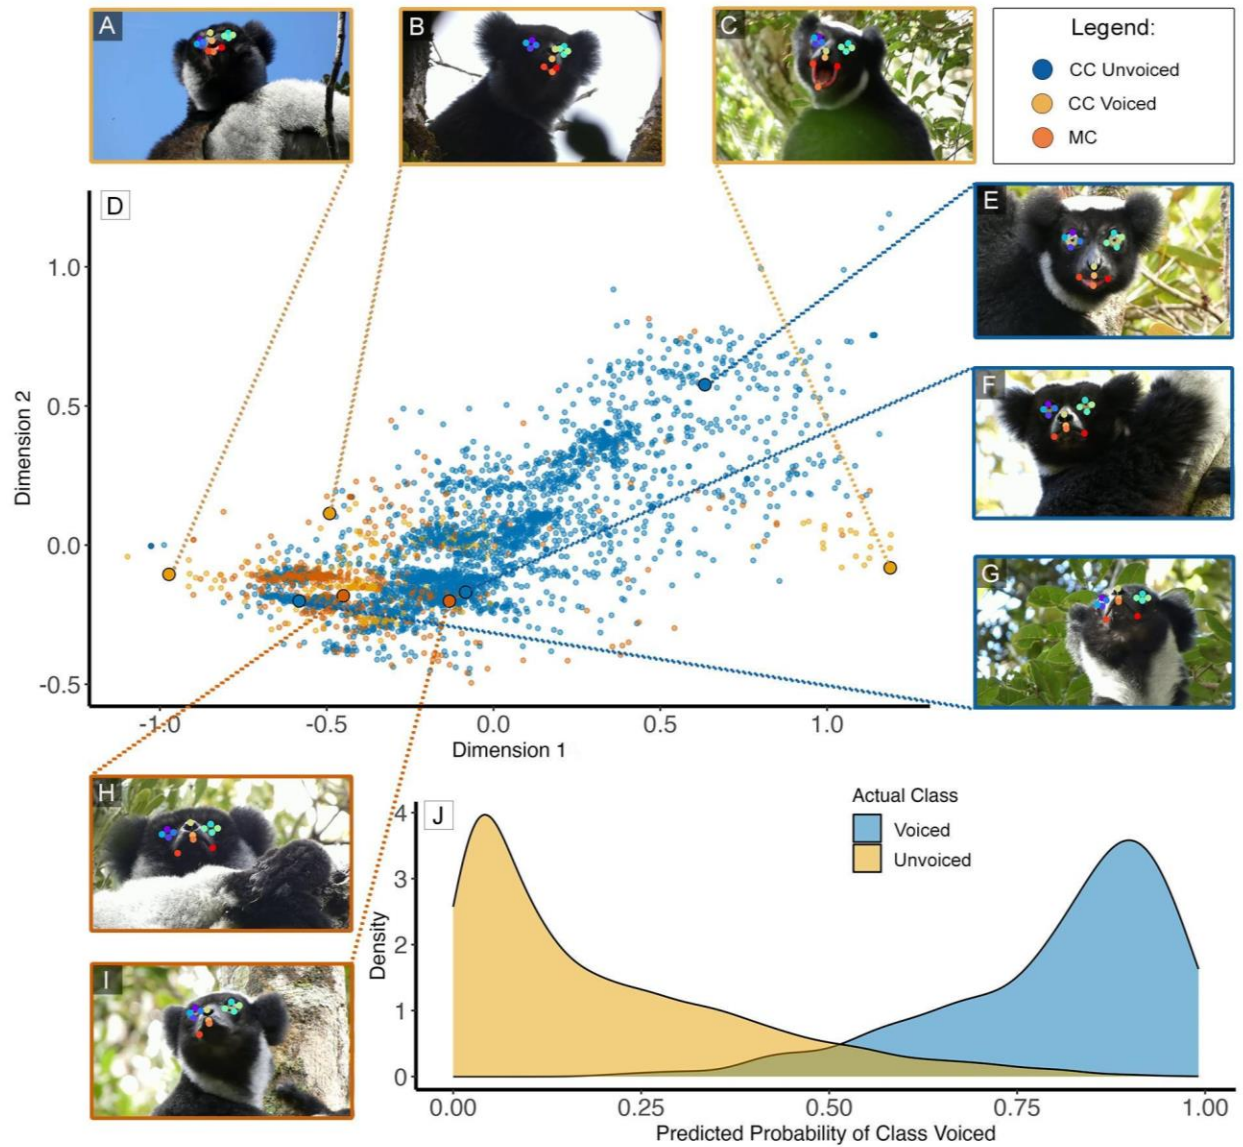 A
B
C
Legend:
CC Unvoiced
CC Voiced
MC
D
E
F
G
1.0
0.5
0.0
-0.5
Dimension 2
-1.0
-0.5
0.0
0.5
1.0
Dimension 1
H
I
J
Actual Class
Voiced
Unvoiced
4
3
2
1
0
Density
0.00
0.25
0.50
0.75
1.00
Predicted Probability of Class Voiced